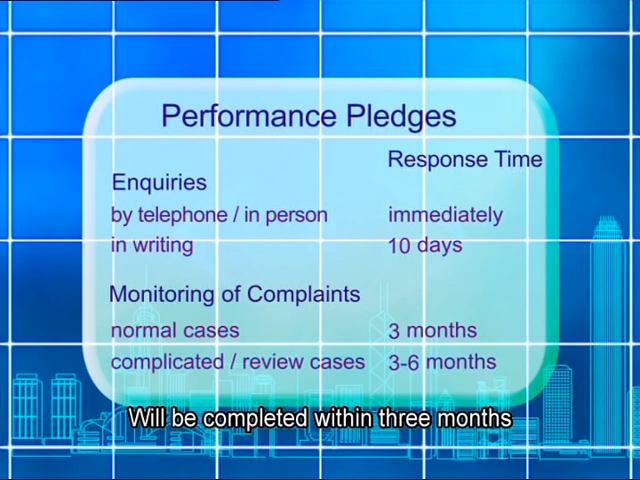 Performance Pledges
Response Time
Enquiries
by telephone / in person immediately
in writing 10 days
Monitoring of Complaints
normal cases 3 months
complicated / review cases 3-6 months
Will be completed within three months